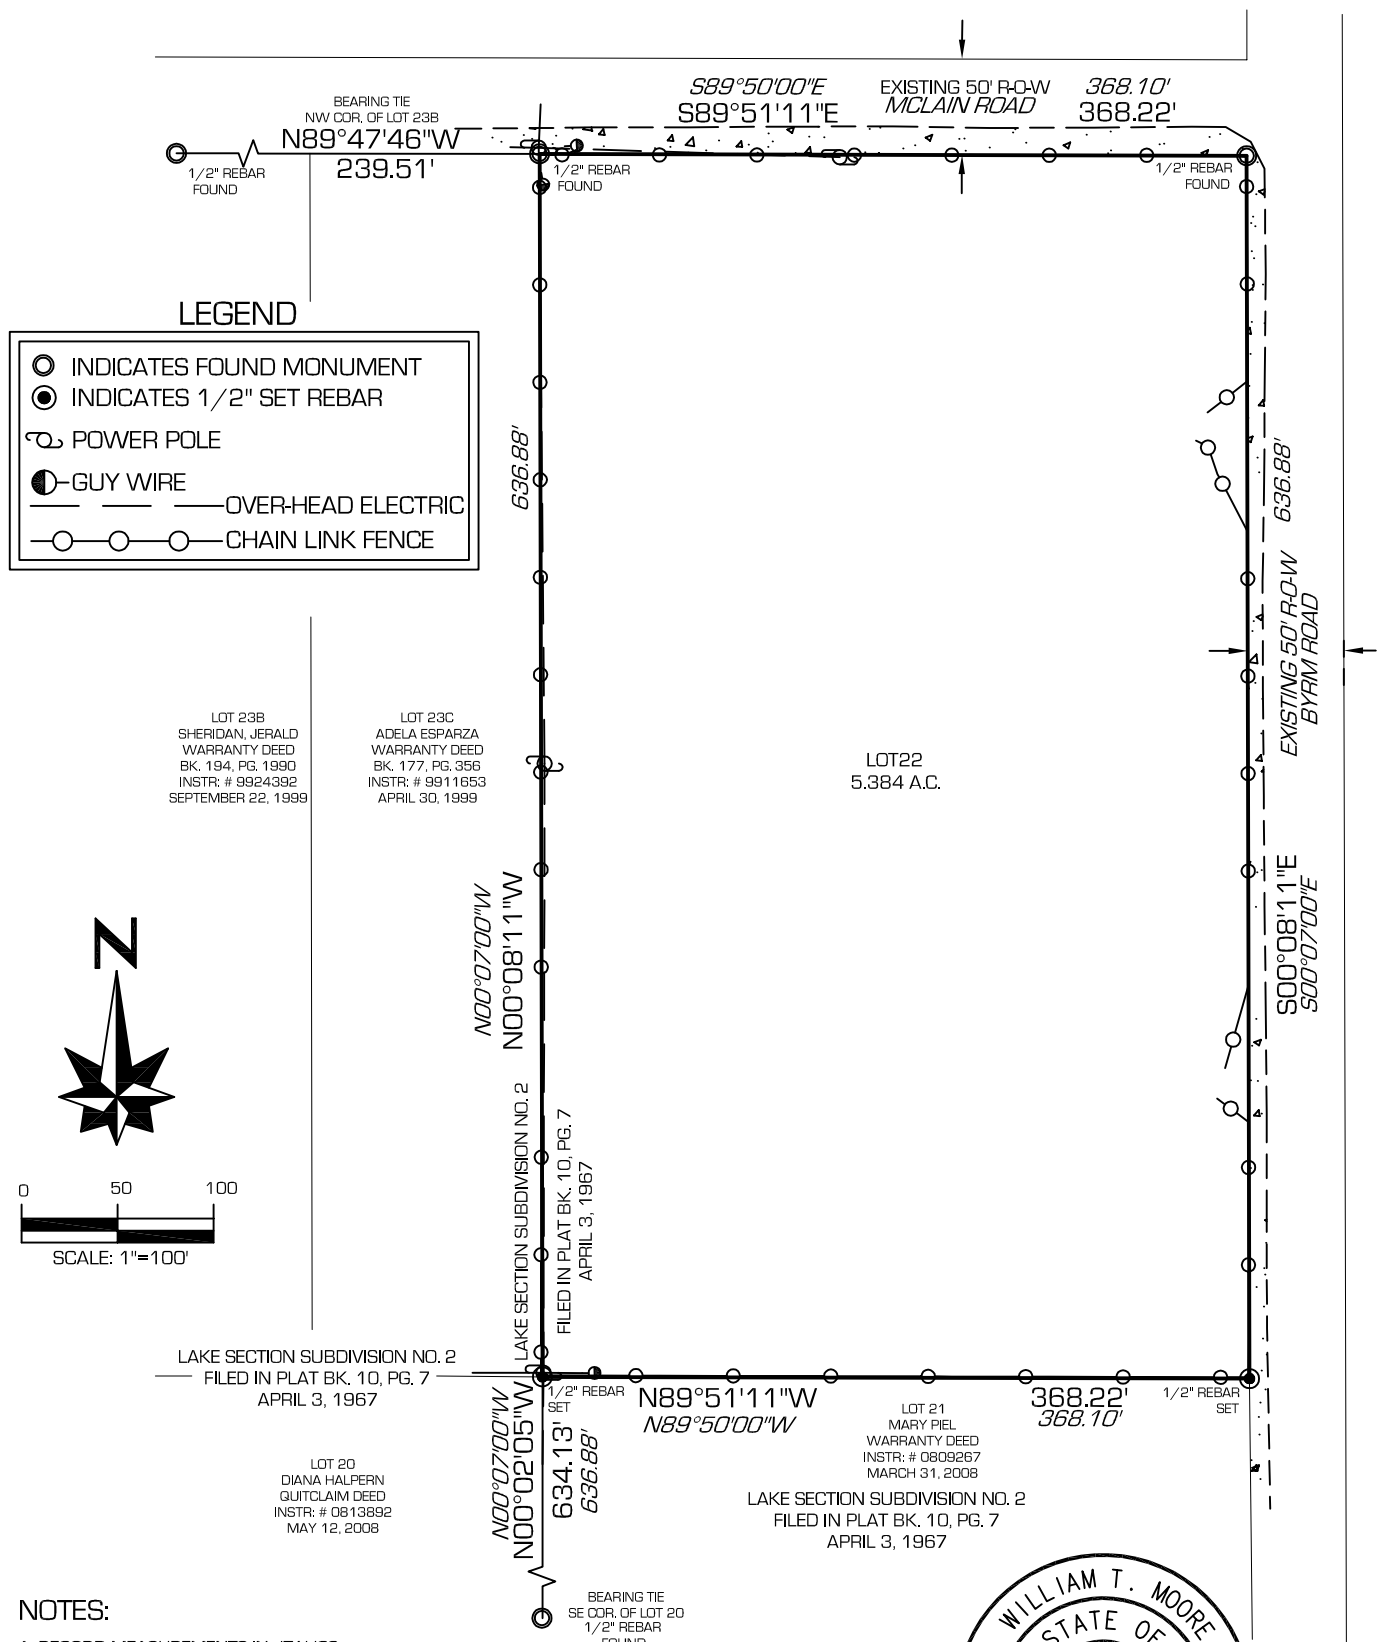 S89°50'00"E
S89°51'11"E
EXISTING 50' R-O-W
MCLAIN ROAD
368.10'
368.22'
BEARING TIE
NW COR. OF LOT 23B
N89°47'46"W
239.51'
1/2" REBAR
FOUND
1/2" REBAR
FOUND
1/2" REBAR
FOUND
LEGEND
INDICATES FOUND MONUMENT
INDICATES 1/2" SET REBAR
POWER POLE
GUY WIRE
OVER-HEAD ELECTRIC
CHAIN LINK FENCE
636.88'
636.88'
EXISTING 50' R-O-W
BYRM ROAD
LOT 23B
SHERIDAN, JERALD
WARRANTY DEED
BK. 194, PG. 1990
INSTR: # 9924392
SEPTEMBER 22, 1999
LOT 23C
ADELA ESPARZA
WARRANTY DEED
BK. 177, PG. 356
INSTR: # 9911653
APRIL 30, 1999
LOT22
5.384 A.C.
N00°07'00"W
N00°08'11"W
S00°08'11"E
S00°07'00"E
N
LAKE SECTION SUBDIVISION NO. 2
FILED IN PLAT BK. 10, PG. 7
APRIL 3, 1967
0 50 100
SCALE: 1"=100'
LAKE SECTION SUBDIVISION NO. 2
FILED IN PLAT BK. 10, PG. 7
APRIL 3, 1967
1/2" REBAR
SET
N89°51'11"W
N89°50'00"W
368.22'
368.10'
1/2" REBAR
SET
N00°07'00"W
N00°02'05"W
634.13'
636.88'
LOT 21
MARY PIEL
WARRANTY DEED
INSTR: # 0809267
MARCH 31, 2008
LOT 20
DIANA HALPERN
QUITCLAIM DEED
INSTR: # 0813892
MAY 12, 2008
LAKE SECTION SUBDIVISION NO. 2
FILED IN PLAT BK. 10, PG. 7
APRIL 3, 1967
NOTES:
BEARING TIE
SE COR. OF LOT 20
1/2" REBAR
FOUND
WILLIAM T. MOORE
STATE OF